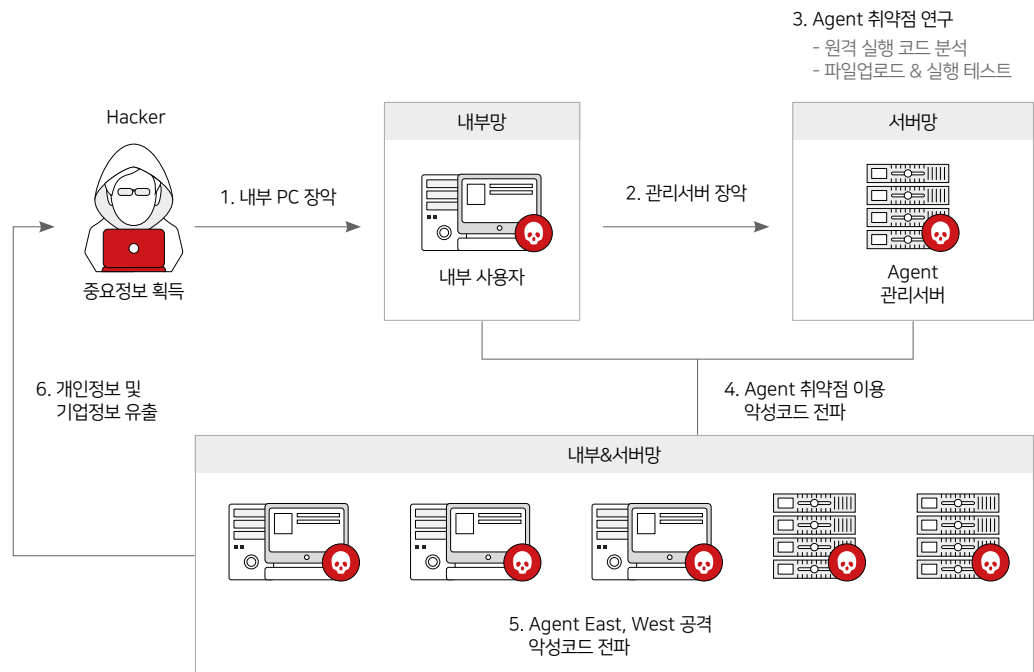 3. Agent 취약점 연구
- 원격 실행 코드 분석
- 파일업로드 & 실행 테스트
Hacker
내부망
서버망
1. 내부 PC 장악
2. 관리서버 장악
중요정보 획득
내부 사용자
Agent
관리서버
6. 개인정보 및
기업정보 유출
4. Agent 취약점 이용
악성코드 전파
내부&서버망
5. Agent East, West 공격
악성코드 전파